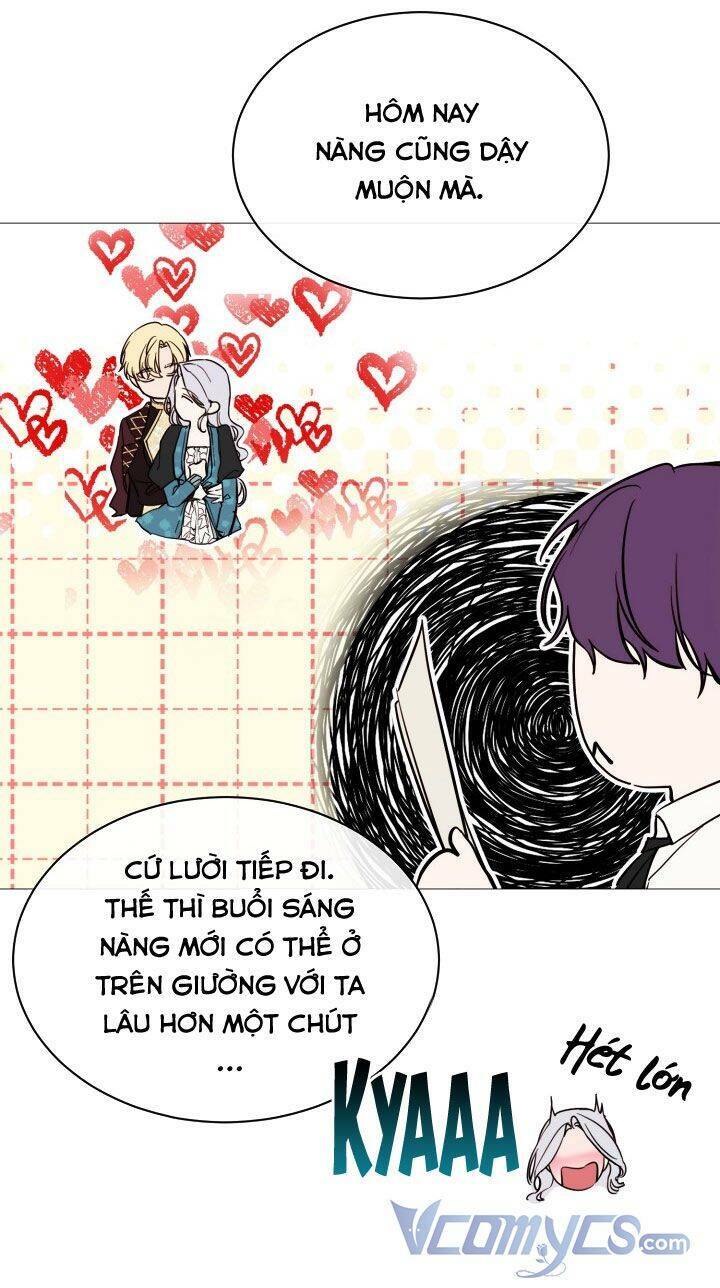 HÔM NAY
NÀNG CŨNG DẬY
MUỘN MÀ.
CỨ LƯỜI TIẾP ĐI.
THẾ THÌ BUỔI SÁNG
NÀNG MỚI CÓ THỂ Ở
TRÊN GIƯỜNG VỚI TA
LÂU HƠN MỘT CHÚT
...
Hét lớn
KYAAA
VCOMYCS.com